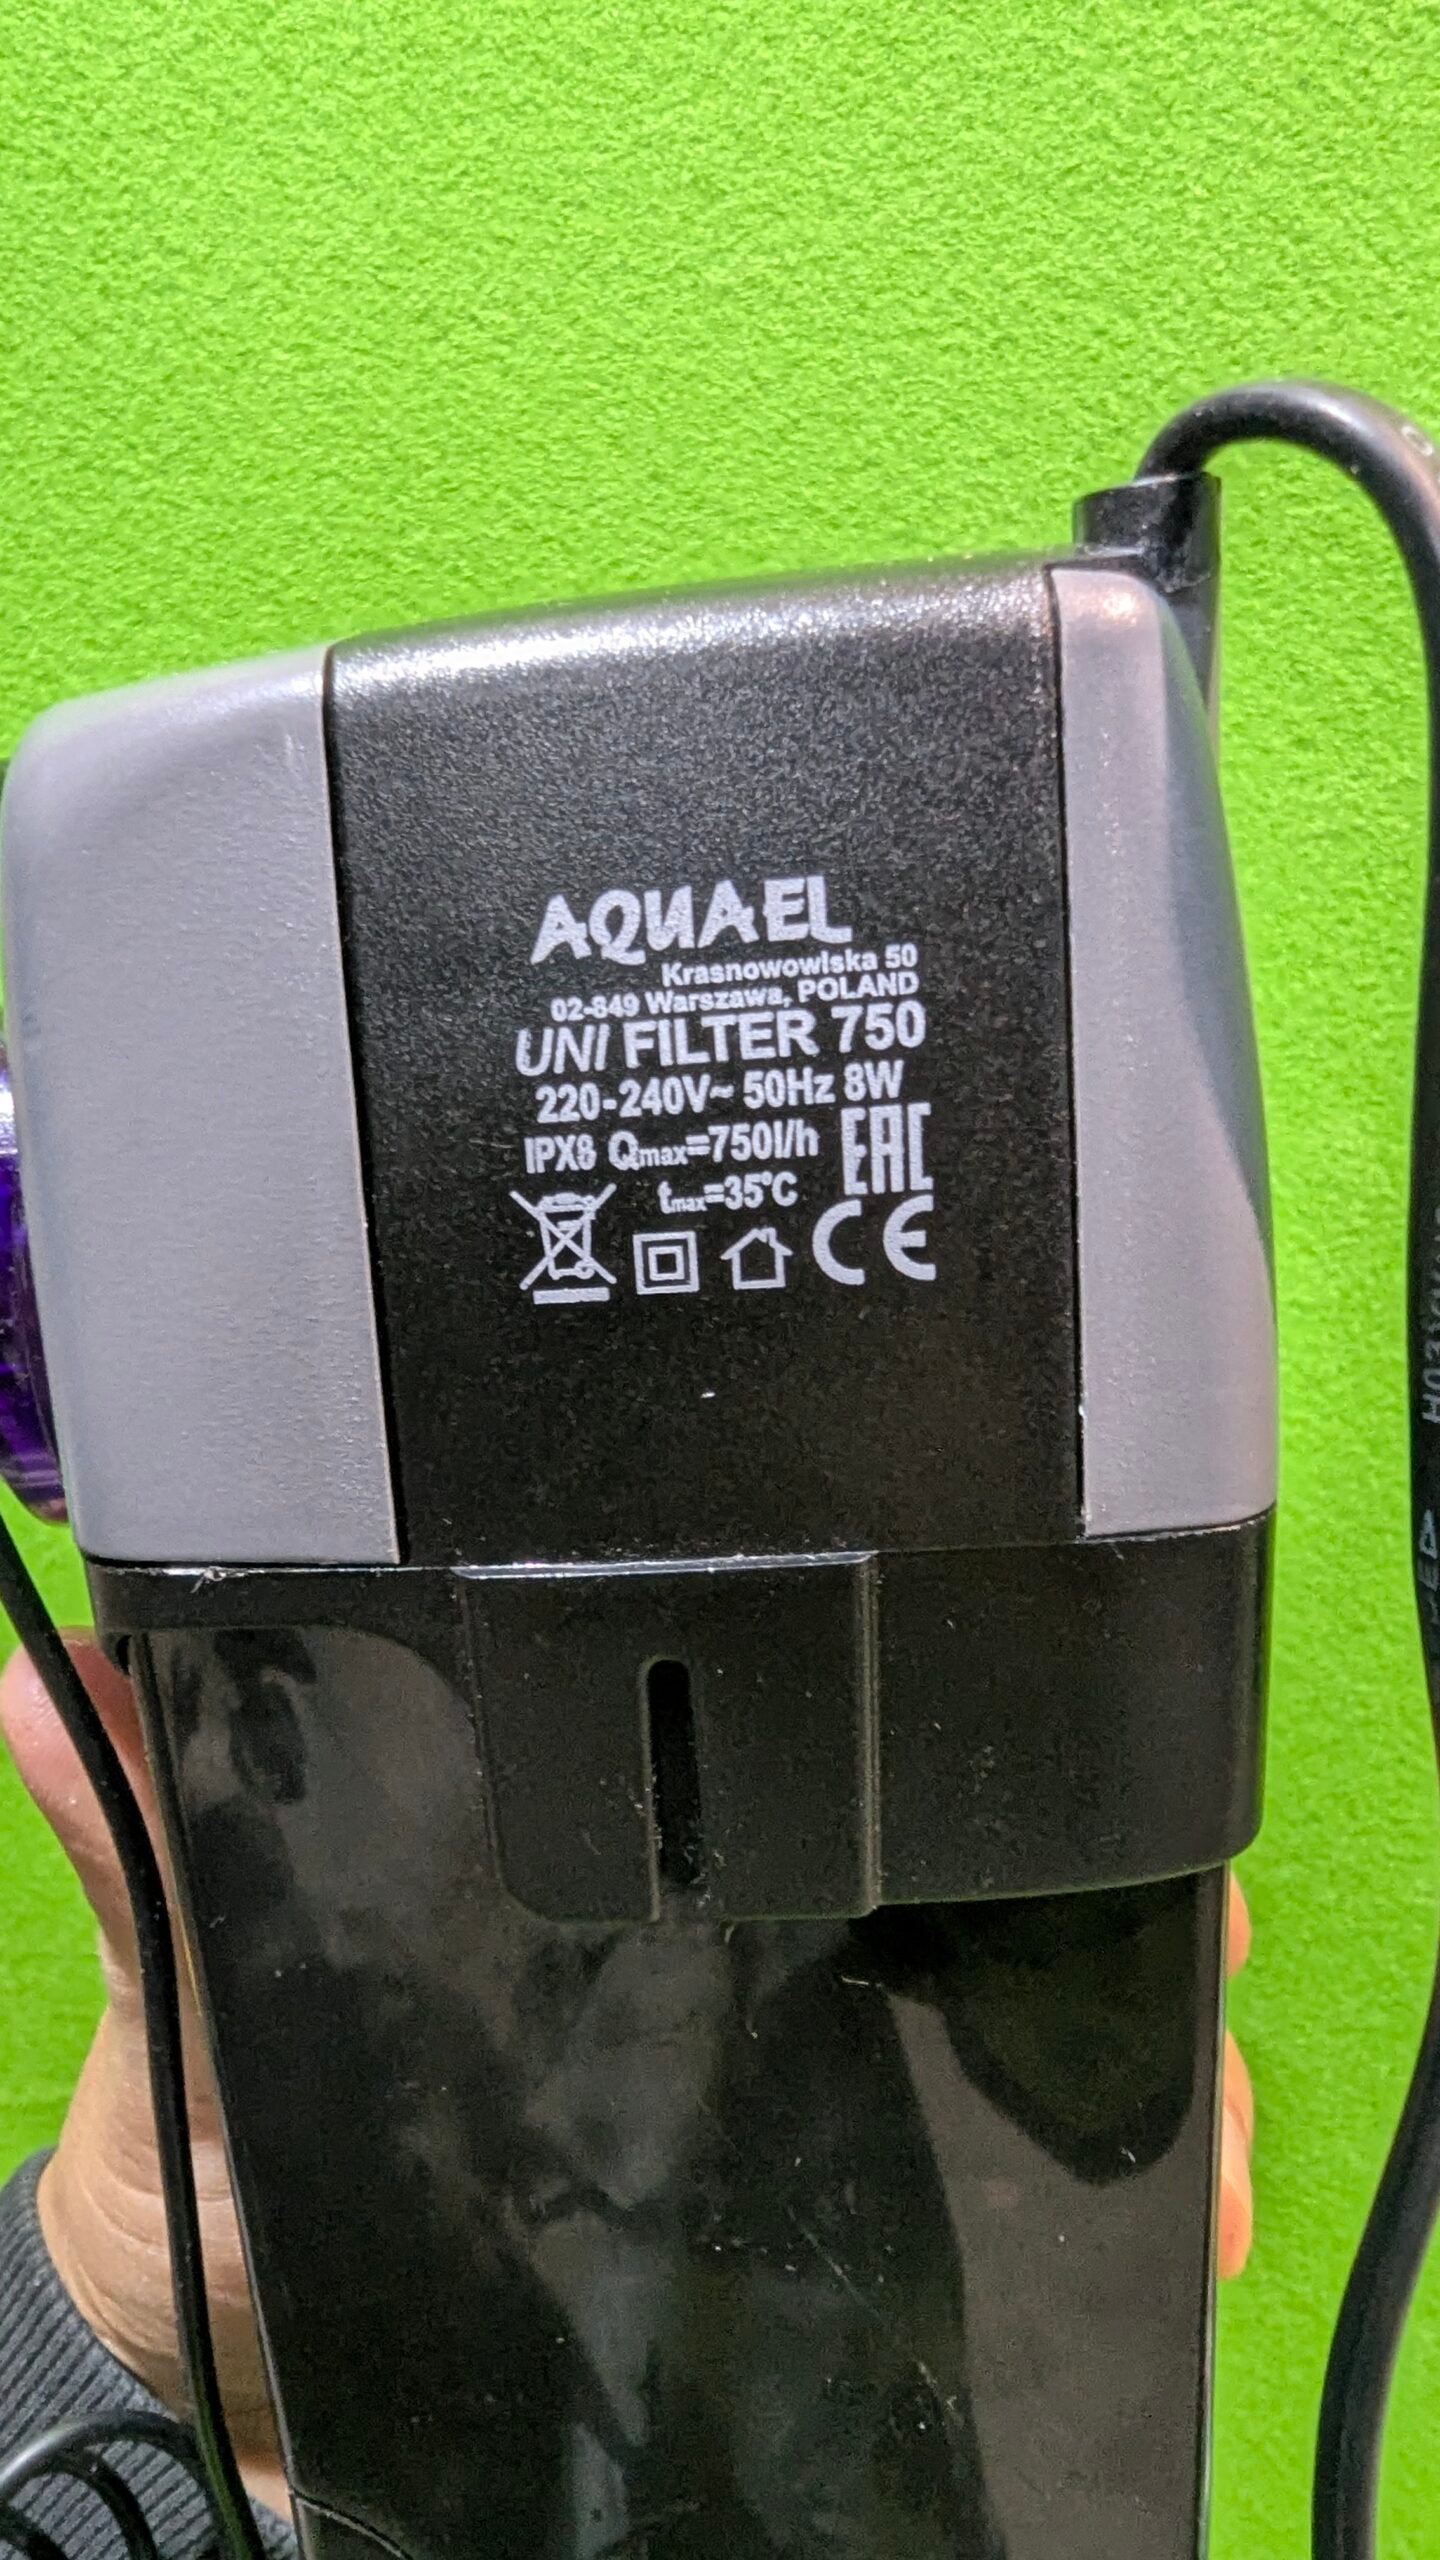 AQUAEL
Krasnowowlska 50
02-849 Warszawa, POLAND
UNI FILTER 750
220-240V~ 50Hz 8W
IPX8 Qmax=750l/h
EAC
tmax=35°C
CE